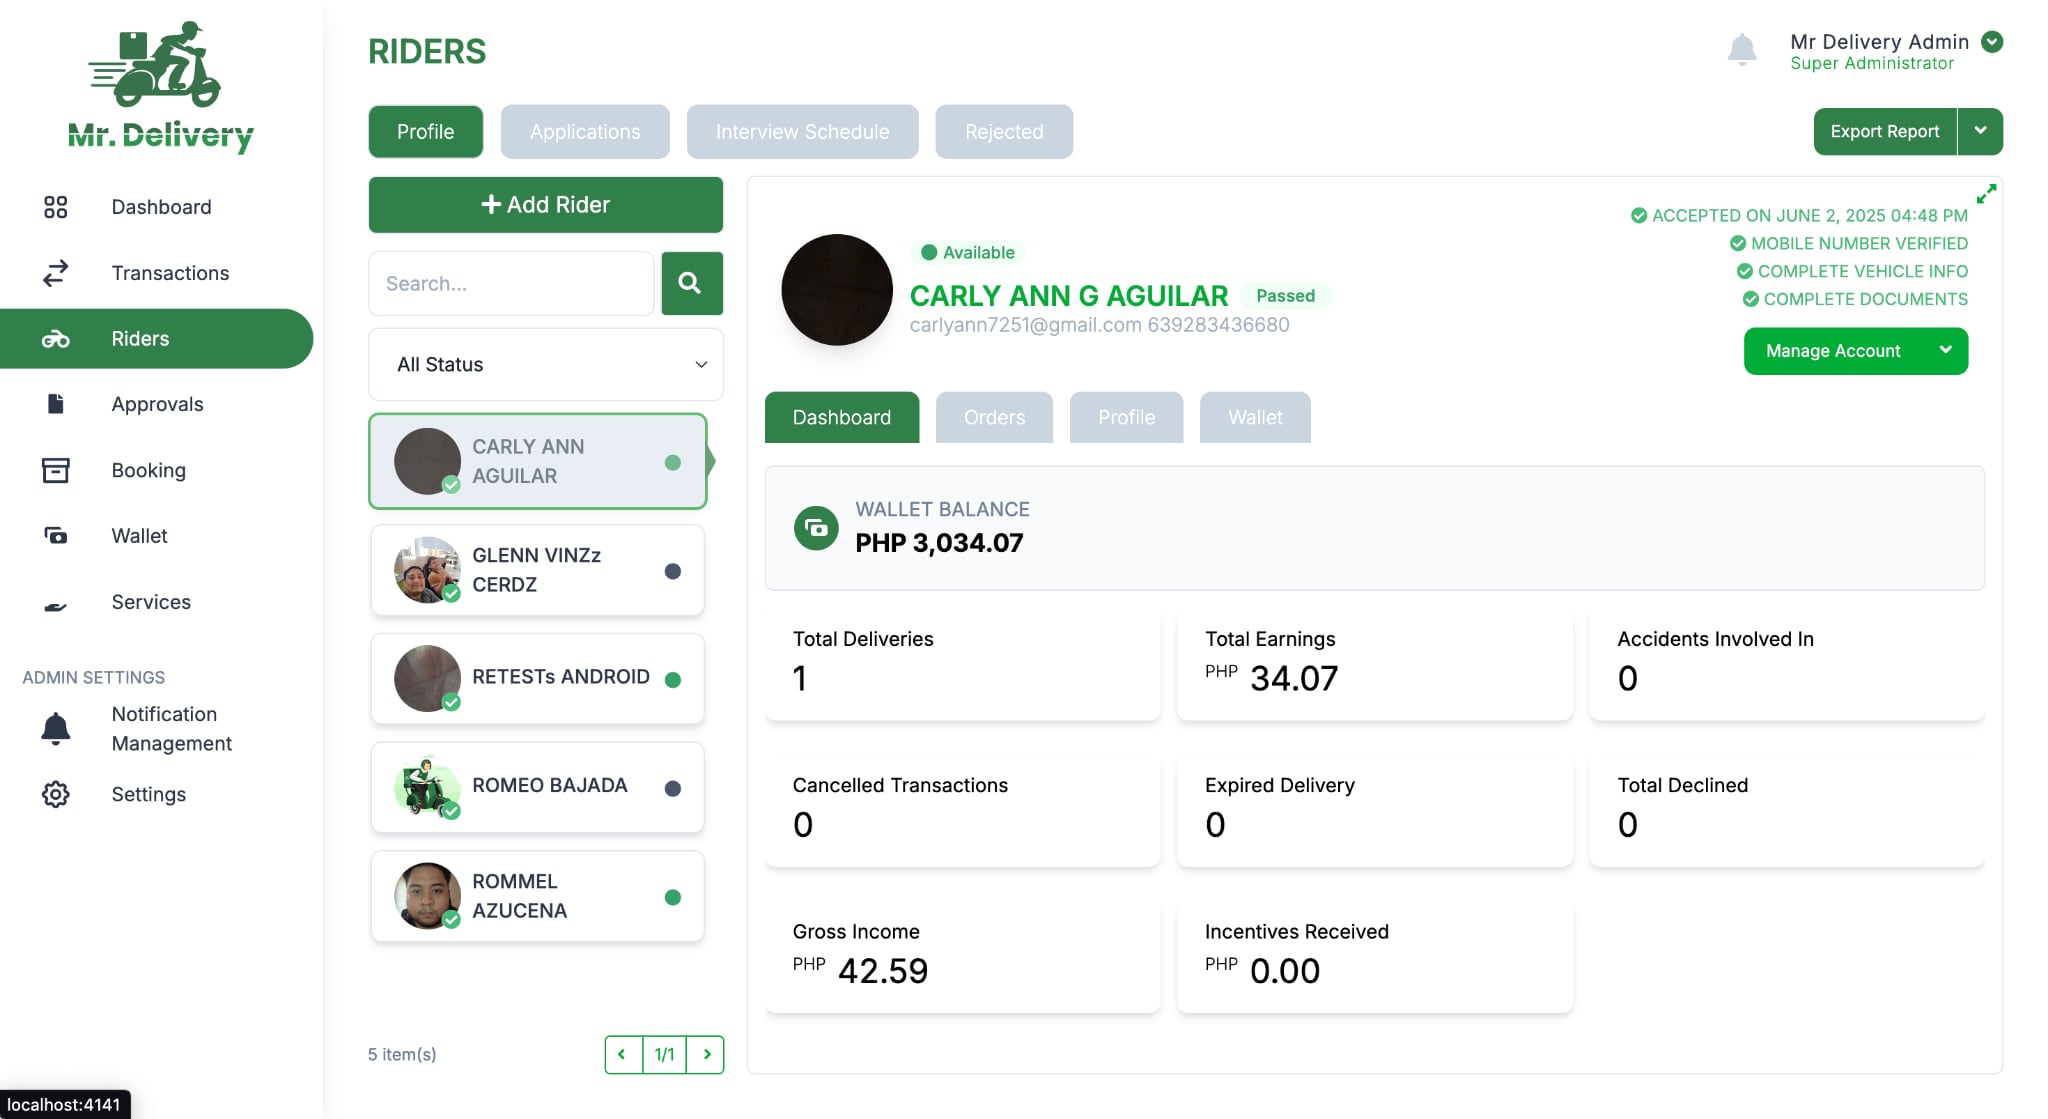 Mr. Delivery
Dashboard
Transactions
Riders
Approvals
Booking
Wallet
Services
ADMIN SETTINGS
Notification
Management
Settings
localhost:4141
RIDERS
Mr Delivery Admin
Super Administrator
Profile
Applications
Interview Schedule
Rejected
Export Report
Add Rider
Search...
All Status
CARLY ANN
AGUILAR
GLENN VINZz
CERDZ
RETESTs ANDROID
ROMEO BAJADA
ROMMEL
AZUCENA
5 item(s)
1/1
ACCEPTED ON JUNE 2, 2025 04:48 PM
MOBILE NUMBER VERIFIED
COMPLETE VEHICLE INFO
COMPLETE DOCUMENTS
Available
CARLY ANN G AGUILAR Passed
carlyann7251@gmail.com 639283436680
Manage Account
Dashboard
Orders
Profile
Wallet
WALLET BALANCE
PHP 3,034.07
Total Deliveries
1
Total Earnings
PHP 34.07
Accidents Involved In
0
Cancelled Transactions
0
Expired Delivery
0
Total Declined
0
Gross Income
PHP 42.59
Incentives Received
PHP 0.00